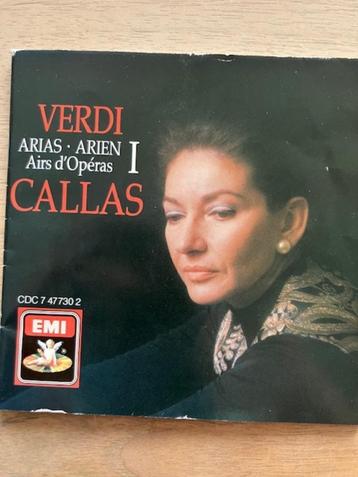 VERDI
ARIAS · ARIEN I
Airs d'Opéras
CALLAS
CDC 7 47730 2
EMI